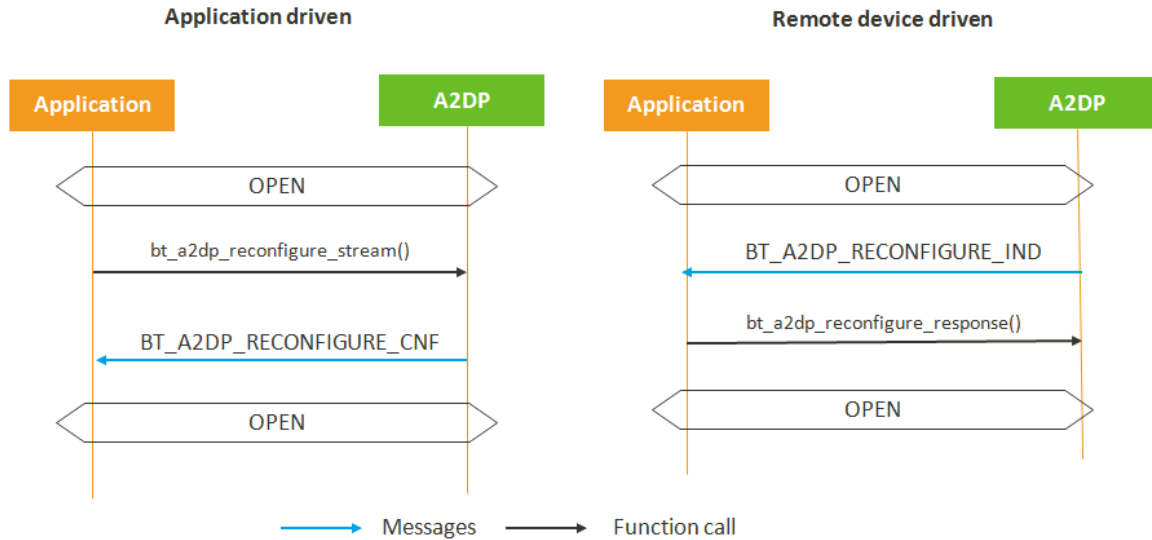 Application driven
Application
A2DP
OPEN
bt_a2dp_reconfigure_stream()
BT_A2DP_RECONFIGURE_CNF
OPEN
Remote device driven
Application
A2DP
OPEN
BT_A2DP_RECONFIGURE_IND
bt_a2dp_reconfigure_response()
OPEN
Messages
Function call